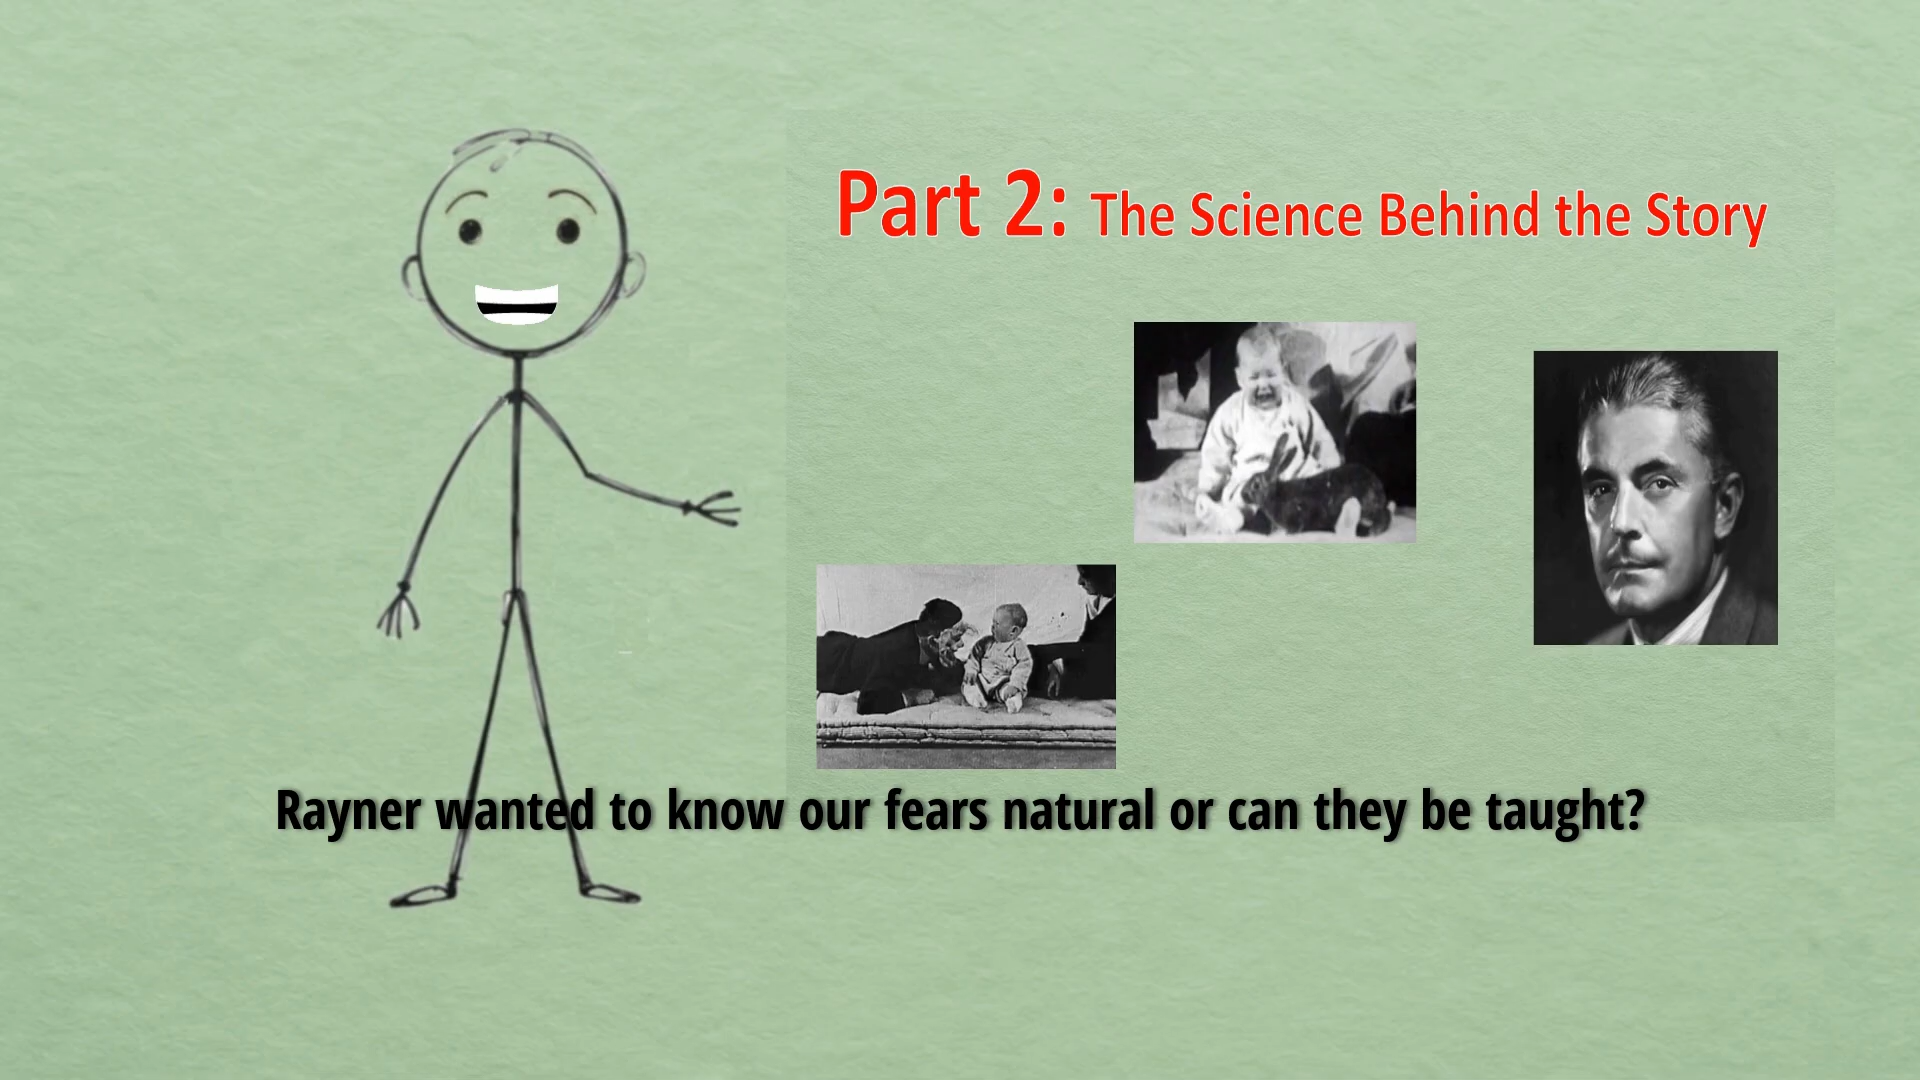 Part 2: The Science Behind the Story
Rayner wanted to know our fears natural or can they be taught?